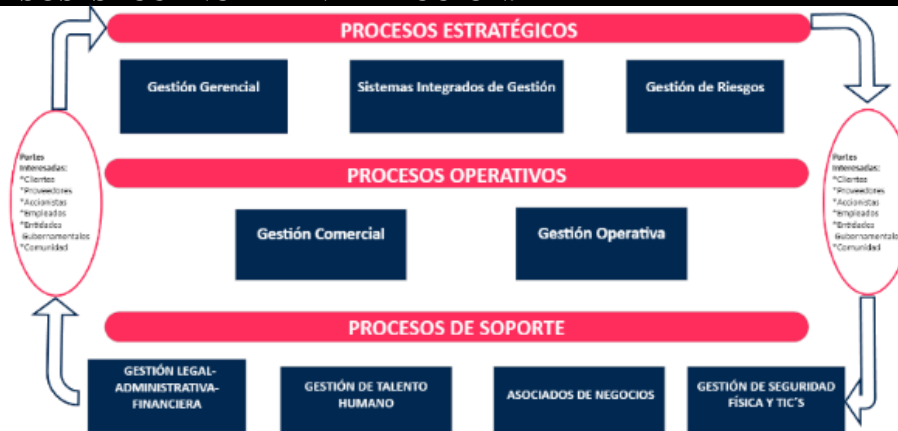 PROCESOS ESTRATÉGICOS
Gestión Gerencial
Sistemas Integrados de Gestión
Gestión de Riesgos
Partes
Interesadas:
*Clientes
*Proveedores
*Accionistas
*Empleados
*Entidades
Gubernamentales
*Comunidad
Partes
Interesadas:
*Clientes
*Proveedores
*Accionistas
*Empleados
*Entidades
Gubernamentales
*Comunidad
PROCESOS OPERATIVOS
Gestión Comercial
Gestión Operativa
PROCESOS DE SOPORTE
GESTIÓN LEGAL-
ADMINISTRATIVA-
FINANCIERA
GESTIÓN DE TALENTO
HUMANO
ASOCIADOS DE NEGOCIOS
GESTIÓN DE SEGURIDAD
FÍSICA Y TIC´S